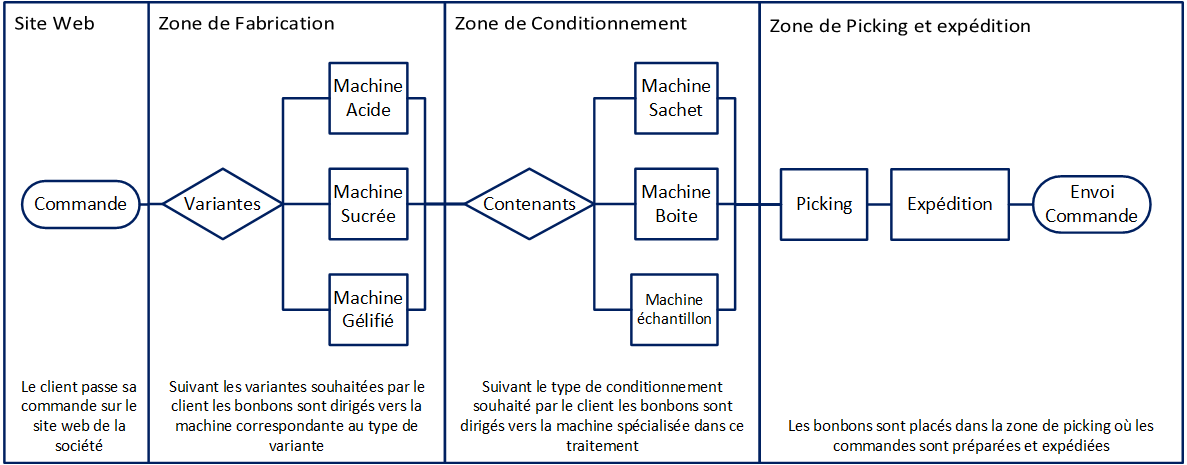 Site Web
Zone de Fabrication
Zone de Conditionnement
Zone de Picking et expédition
Commande
Variantes
Machine
Acide
Machine
Sucrée
Machine
Gélifié
Contenants
Machine
Sachet
Machine
Boite
Machine
échantillon
Picking
Expédition
Envoi
Commande
Le client passe sa
commande sur le
site web de la
société
Suivant les variantes souhaitées par le
client les bonbons sont dirigés vers la
machine correspondante au type de
variante
Suivant le type de conditionnement
souhaité par le client les bonbons sont
dirigés vers la machine spécialisée dans ce
traitement
Les bonbons sont placés dans la zone de picking où les
commandes sont préparées et expédiées